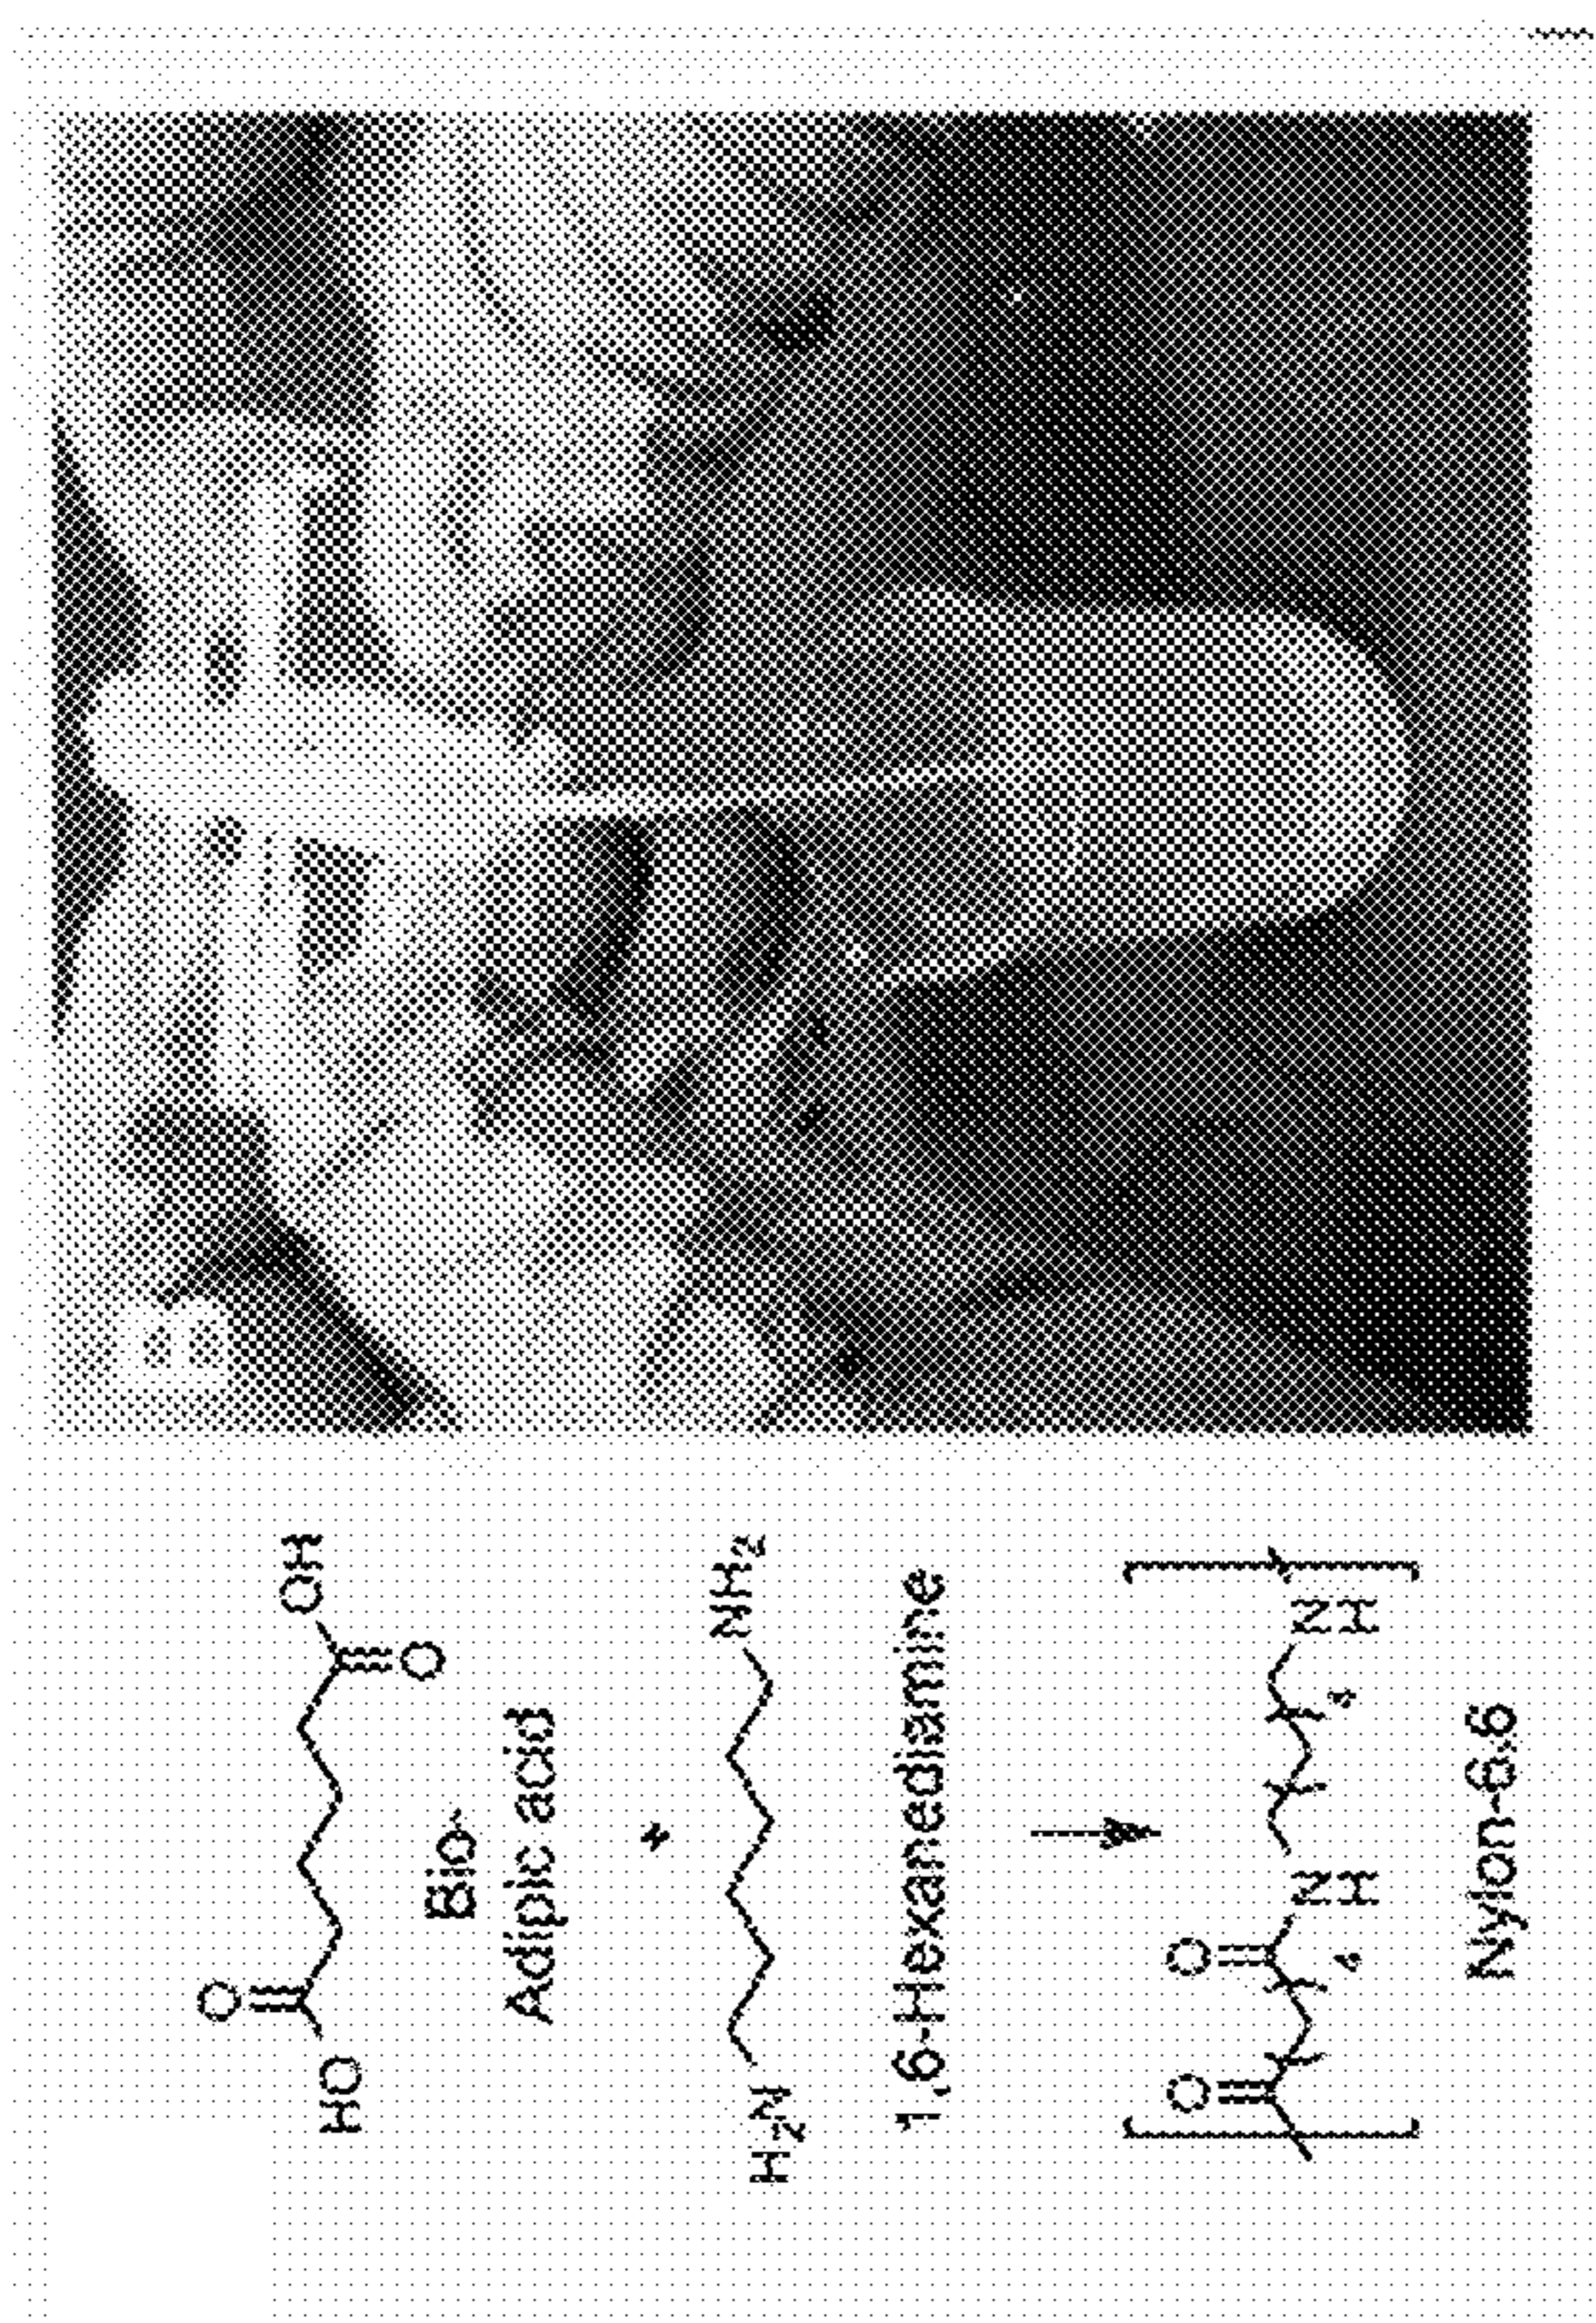 O
OH
HO
O
Bio-
Adipic acid
+
H2N
NH2
1,6-Hexanediamine
O
O
N
H
N
H
4
4
Nylon-6,6